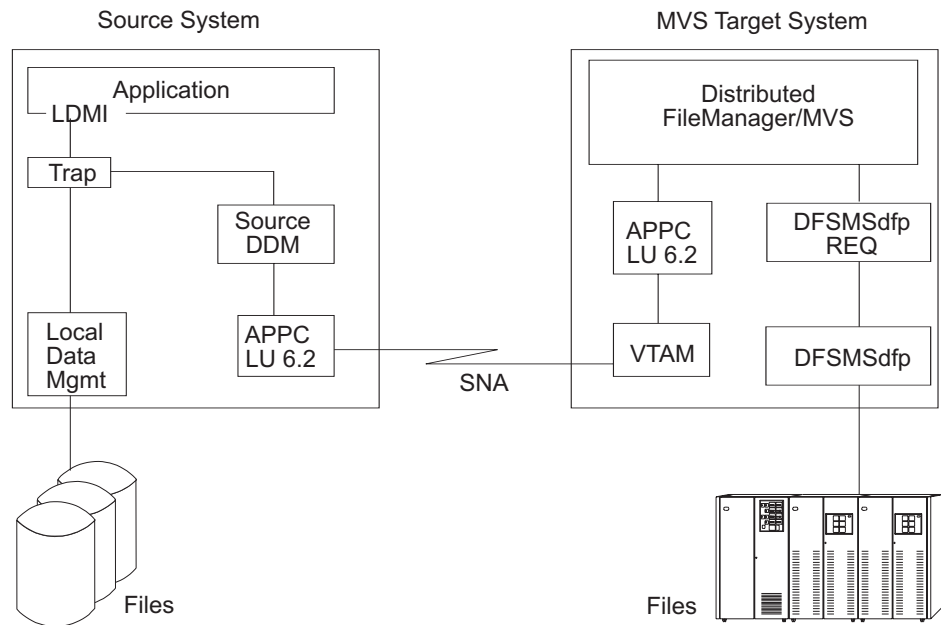 Source System
Application
LDMI
Trap
Source
DDM
Local
Data
Mgmt
APPC
LU 6.2
Files
SNA
MVS Target System
Distributed
FileManager/MVS
APPC
LU 6.2
DFSMSdfp
REQ
VTAM
DFSMSdfp
Files